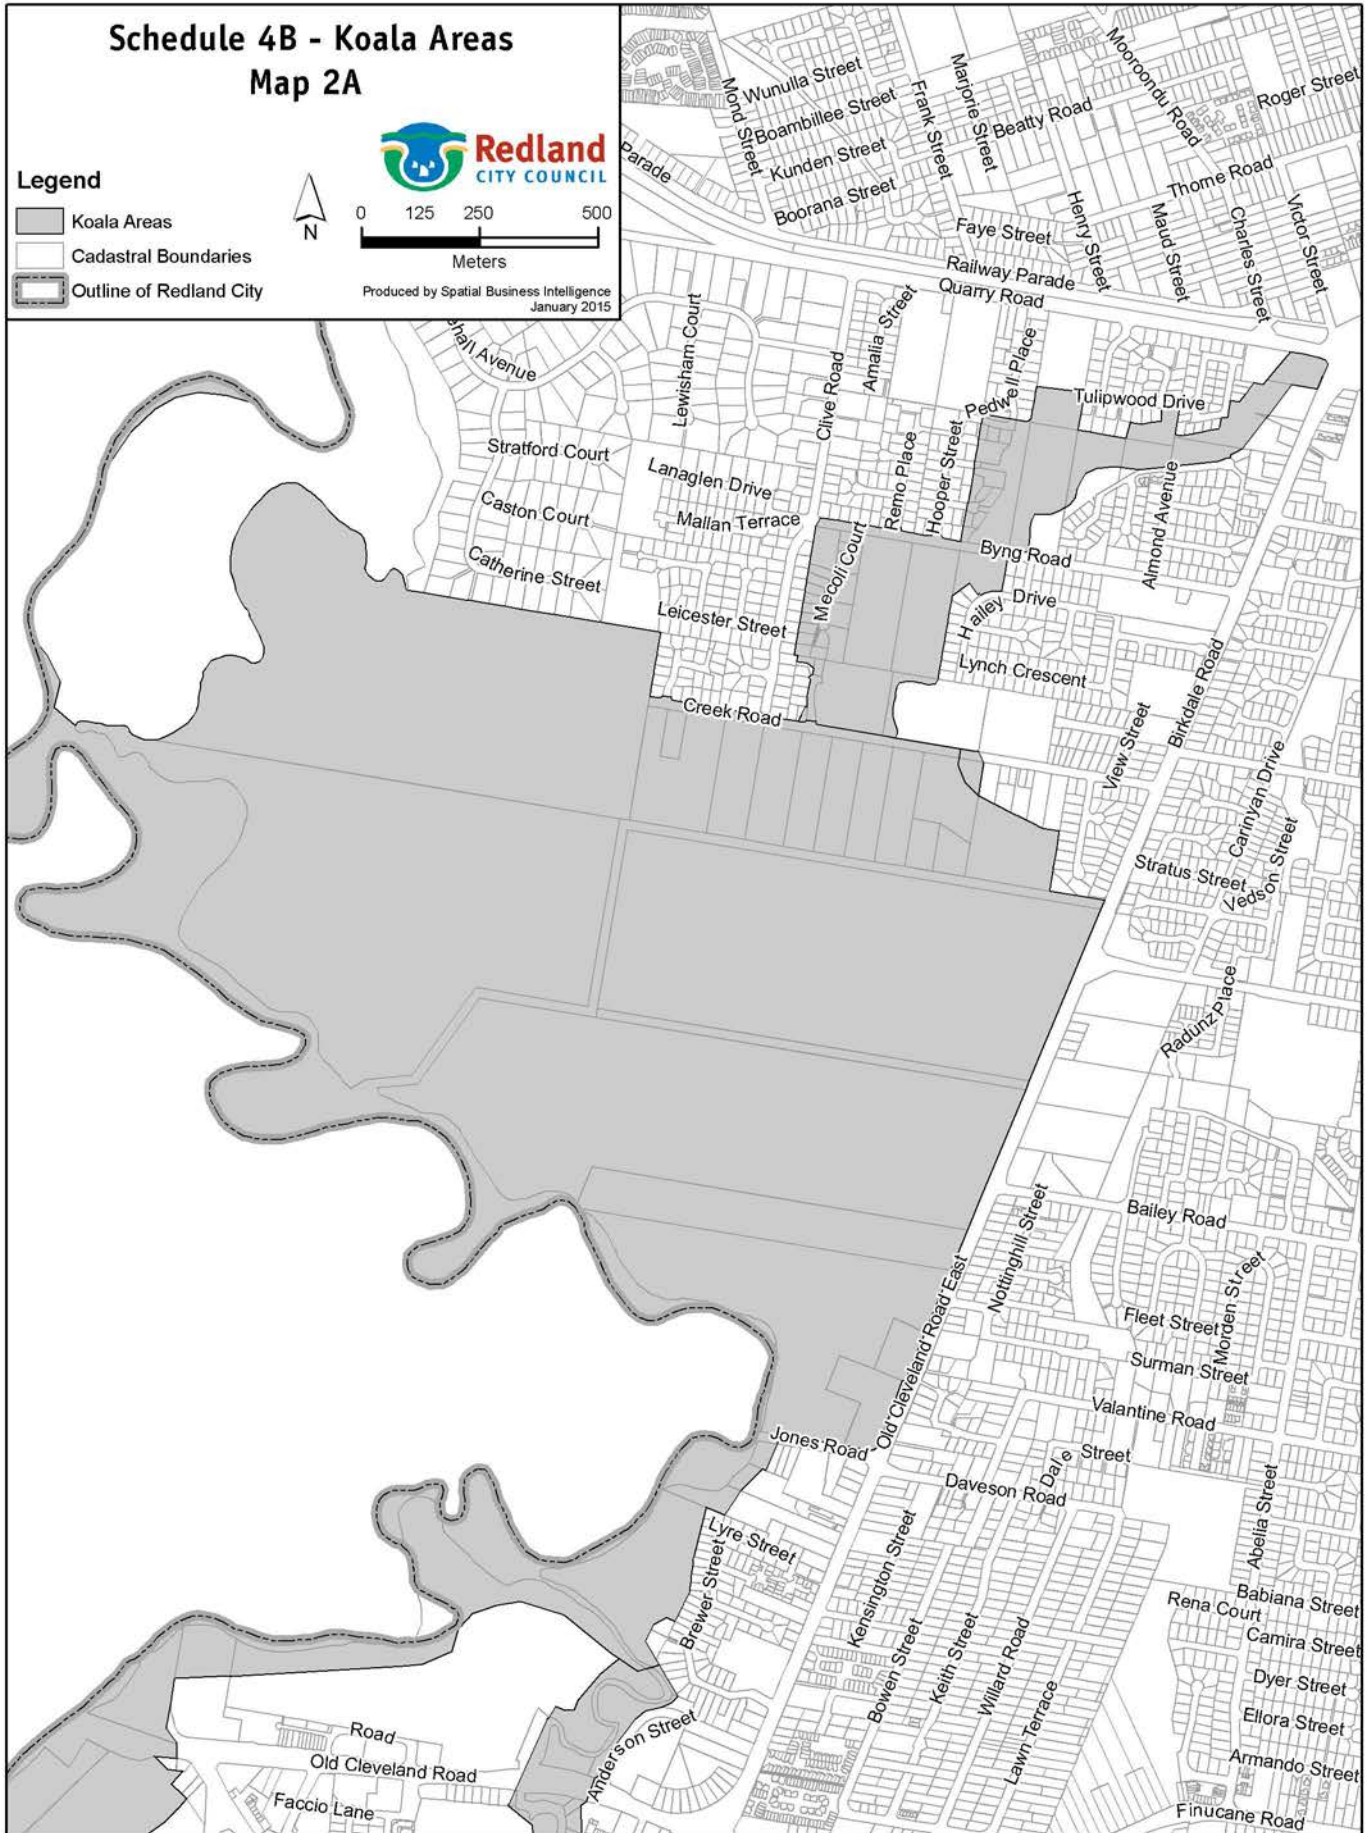 Schedule 4B - Koala Areas
Map 2A
Redland
CITY COUNCIL
Legend
Koala Areas
Cadastral Boundaries
Outline of Redland City
N
0 125 250 500
Meters
Produced by Spatial Business Intelligence
January 2015
Mond Street
Wunulla Street
Boambillee Street
Kunden Street
Boorana Street
Frank Street
Marjorie Street
Beatty Road
Mooroondu Road
Roger Street
Thorne Road
Parade
Faye Street
Henry Street
Maud Street
Charles Street
Victor Street
Railway Parade
Quarry Road
ehall Avenue
Lewisham Court
Clive Road
Amalia Street
Pedwell Place
Tulipwood Drive
Stratford Court
Lanaglen Drive
Remo Place
Hooper Street
Caston Court
Mallan Terrace
Mecoli Court
Byng Road
Almond Avenue
Catherine Street
Leicester Street
Hailey Drive
Lynch Crescent
Creek Road
View Street
Birkdale Road
Carinyan Drive
Stratus Street
Vedson Street
Radunz Place
Nottinghill Street
Bailey Road
Old Cleveland Road East
Fleet Street
Morden Street
Surman Street
Valantine Road
Jones Road
Dale Street
Daveson Road
Abelia Street
Lyre Street
Brewer Street
Kensington Street
Bowen Street
Keith Street
Willard Road
Lawn Terrace
Babiana Street
Rena Court
Camira Street
Dyer Street
Ellora Street
Armando Street
Finucane Road
Anderson Street
Road
Old Cleveland Road
Faccio Lane